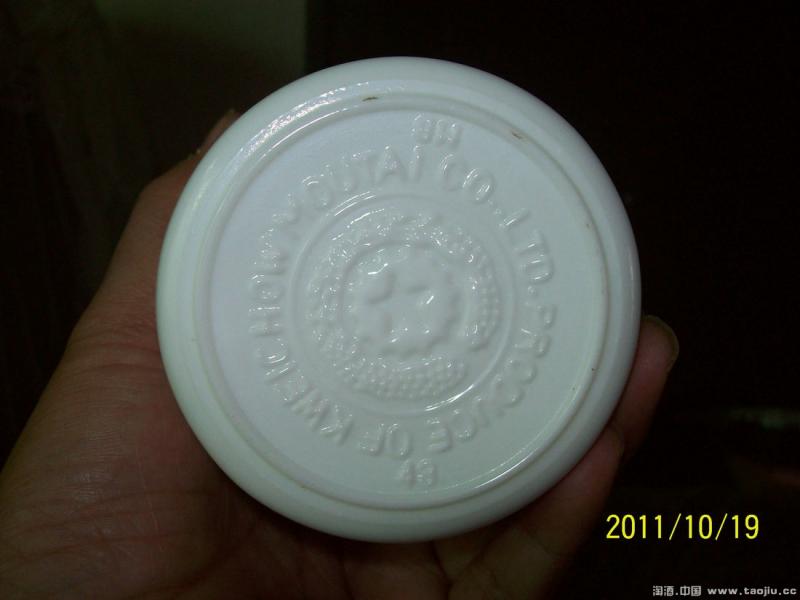 PRODUCE OF KWEICHOW MOUTAI CO.,LTD.
2011/10/19
淘酒.中国 www.taojiu.cc